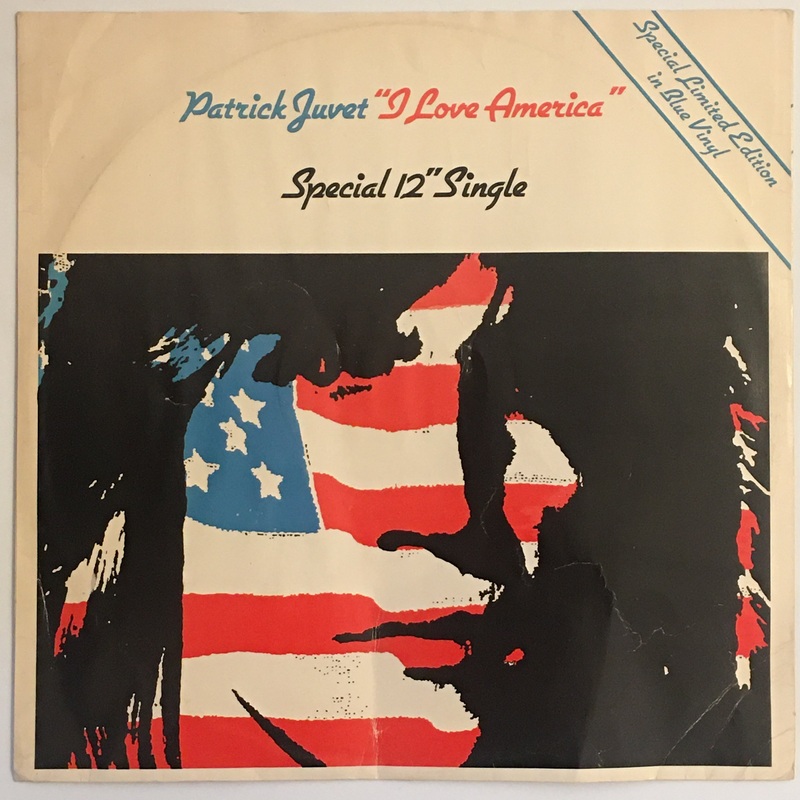 Patrick Juvet "I Love America"
Special 12" Single
Special Limited Edition
in Blue Vinyl